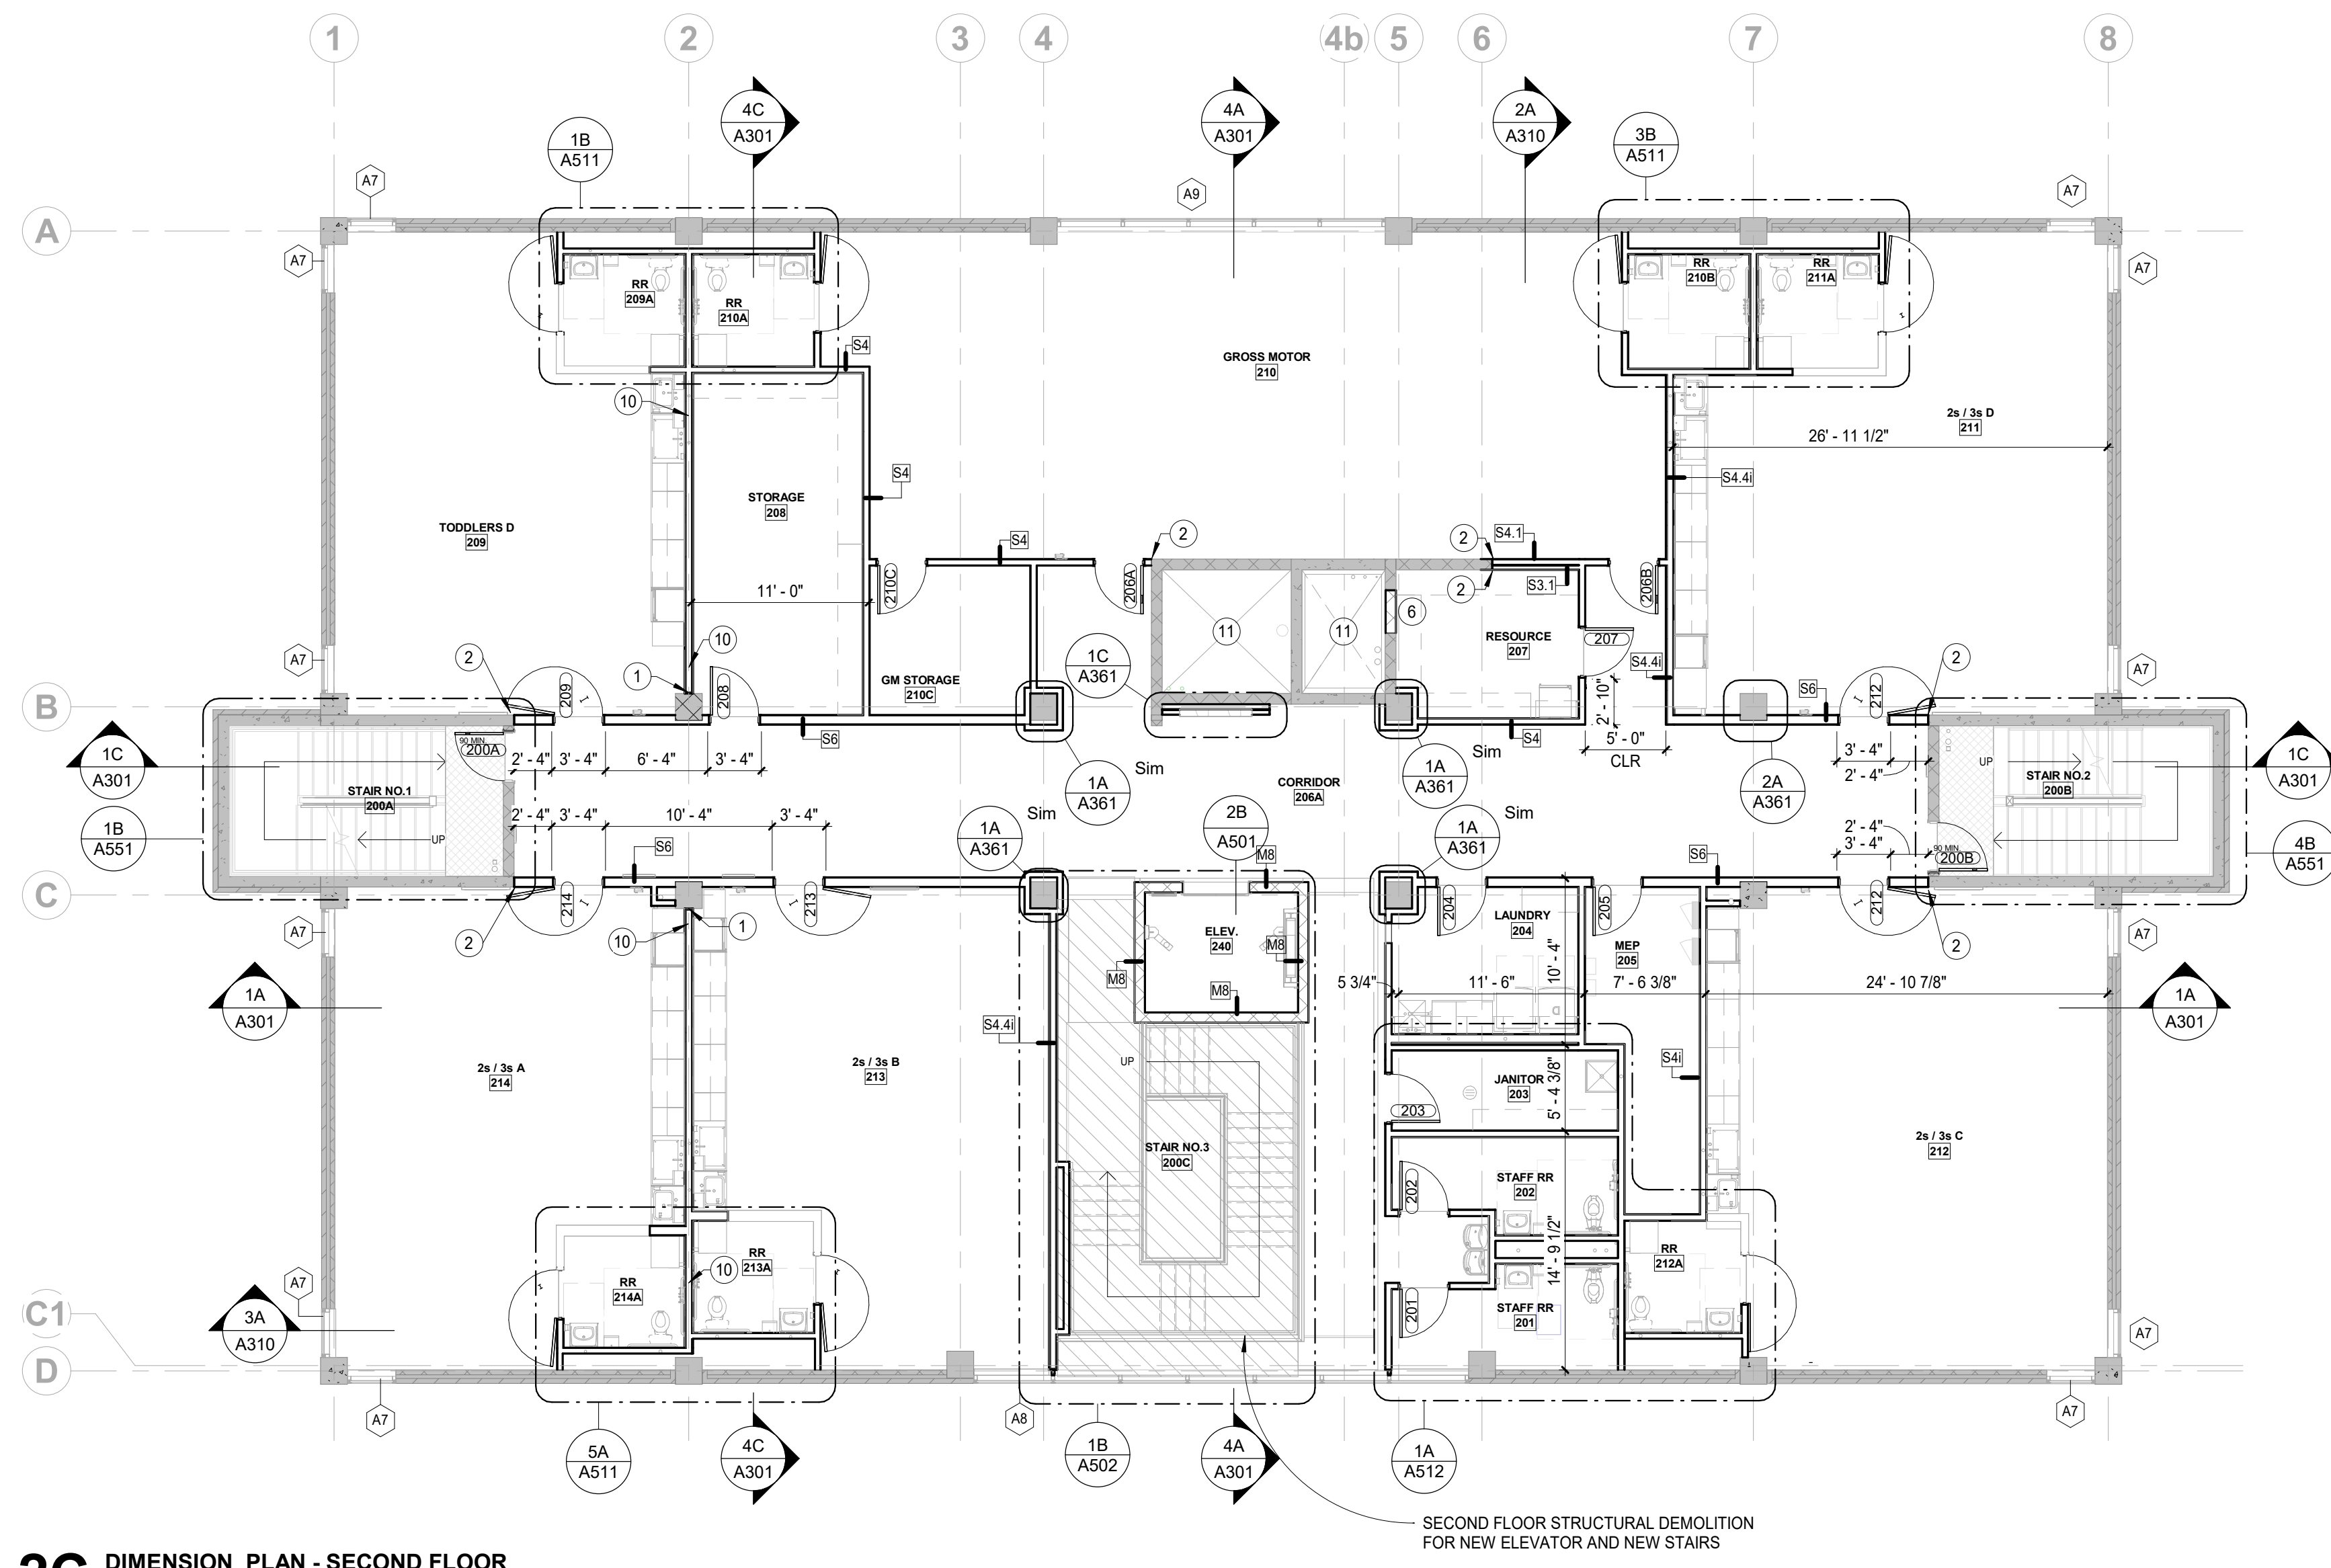 1
2
3
4
4b
5
6
7
8
4C
A301
4A
A301
2A
A310
1B
A511
3B
A511
A7
A9
A7
A
A7
A7
RR
209A
RR
210A
RR
210B
RR
211A
S4
GROSS MOTOR
210
10
2s / 3s D
211
26' - 11 1/2"
S4
S4.4i
STORAGE
208
TODDLERS D
209
S4
2
2
S4.1
S3.1
2
210C
206A
206B
11' - 0"
6
11
11
RESOURCE
207
207
10
2
1
A7
1C
A361
S4.4i
2
A7
GM STORAGE
210C
209
208
2' - 10"
S6
212
B
1C
A301
90 MIN
200A
S6
S4
5' - 0"
CLR
Sim
Sim
1A
A361
1A
A361
2A
A361
3' - 4"
2' - 4"
2' - 4"
3' - 4"
6' - 4"
3' - 4"
STAIR NO.1
200A
UP
CORRIDOR
206A
UP
STAIR NO.2
200B
1C
A301
1B
A551
2' - 4"
3' - 4"
10' - 4"
3' - 4"
Sim
1A
A361
2B
A501
Sim
1A
A361
2' - 4"
3' - 4"
90 MIN
200B
4B
A551
S6
M8
S6
C
214
213
204
205
212
LAUNDRY
204
MEP
205
ELEV.
240
M8
M8
M8
A7
2
10
1
2
A7
10' - 4"
5 3/4"
11' - 6"
7' - 6 3/8"
24' - 10 7/8"
1A
A301
1A
A301
S4.4i
UP
2s / 3s A
214
2s / 3s B
213
S4i
JANITOR
203
203
5' - 4 3/8"
STAIR NO.3
200C
2s / 3s C
212
STAFF RR
202
202
14' - 9 1/2"
RR
213A
10
RR
214A
RR
212A
STAFF RR
201
201
A7
C1
3A
A310
A7
D
A7
A8
A7
5A
A511
4C
A301
1B
A502
4A
A301
1A
A512
SECOND FLOOR STRUCTURAL DEMOLITION
FOR NEW ELEVATOR AND NEW STAIRS
DIMENSION PLAN - SECOND FLOOR